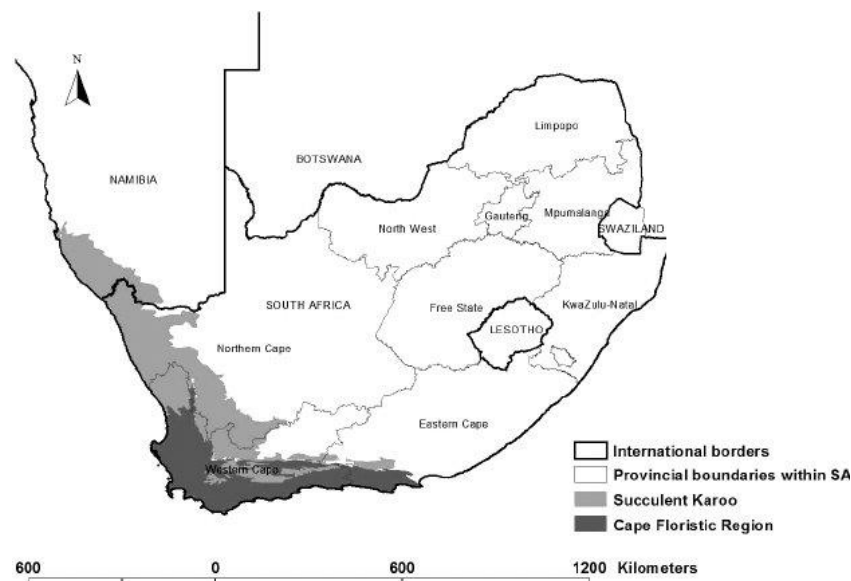 N
Limpopo
BOTSWANA
NAMIBIA
Mpumalanga
Gauteng
North West
SWAZILAND
SOUTH AFRICA
Free State
KwaZulu-Natal
LESOTHO
Northern Cape
Eastern Cape
Western Cape
International borders
Provincial boundaries within SA
Succulent Karoo
Cape Floristic Region
600 0 600 1200 Kilometers